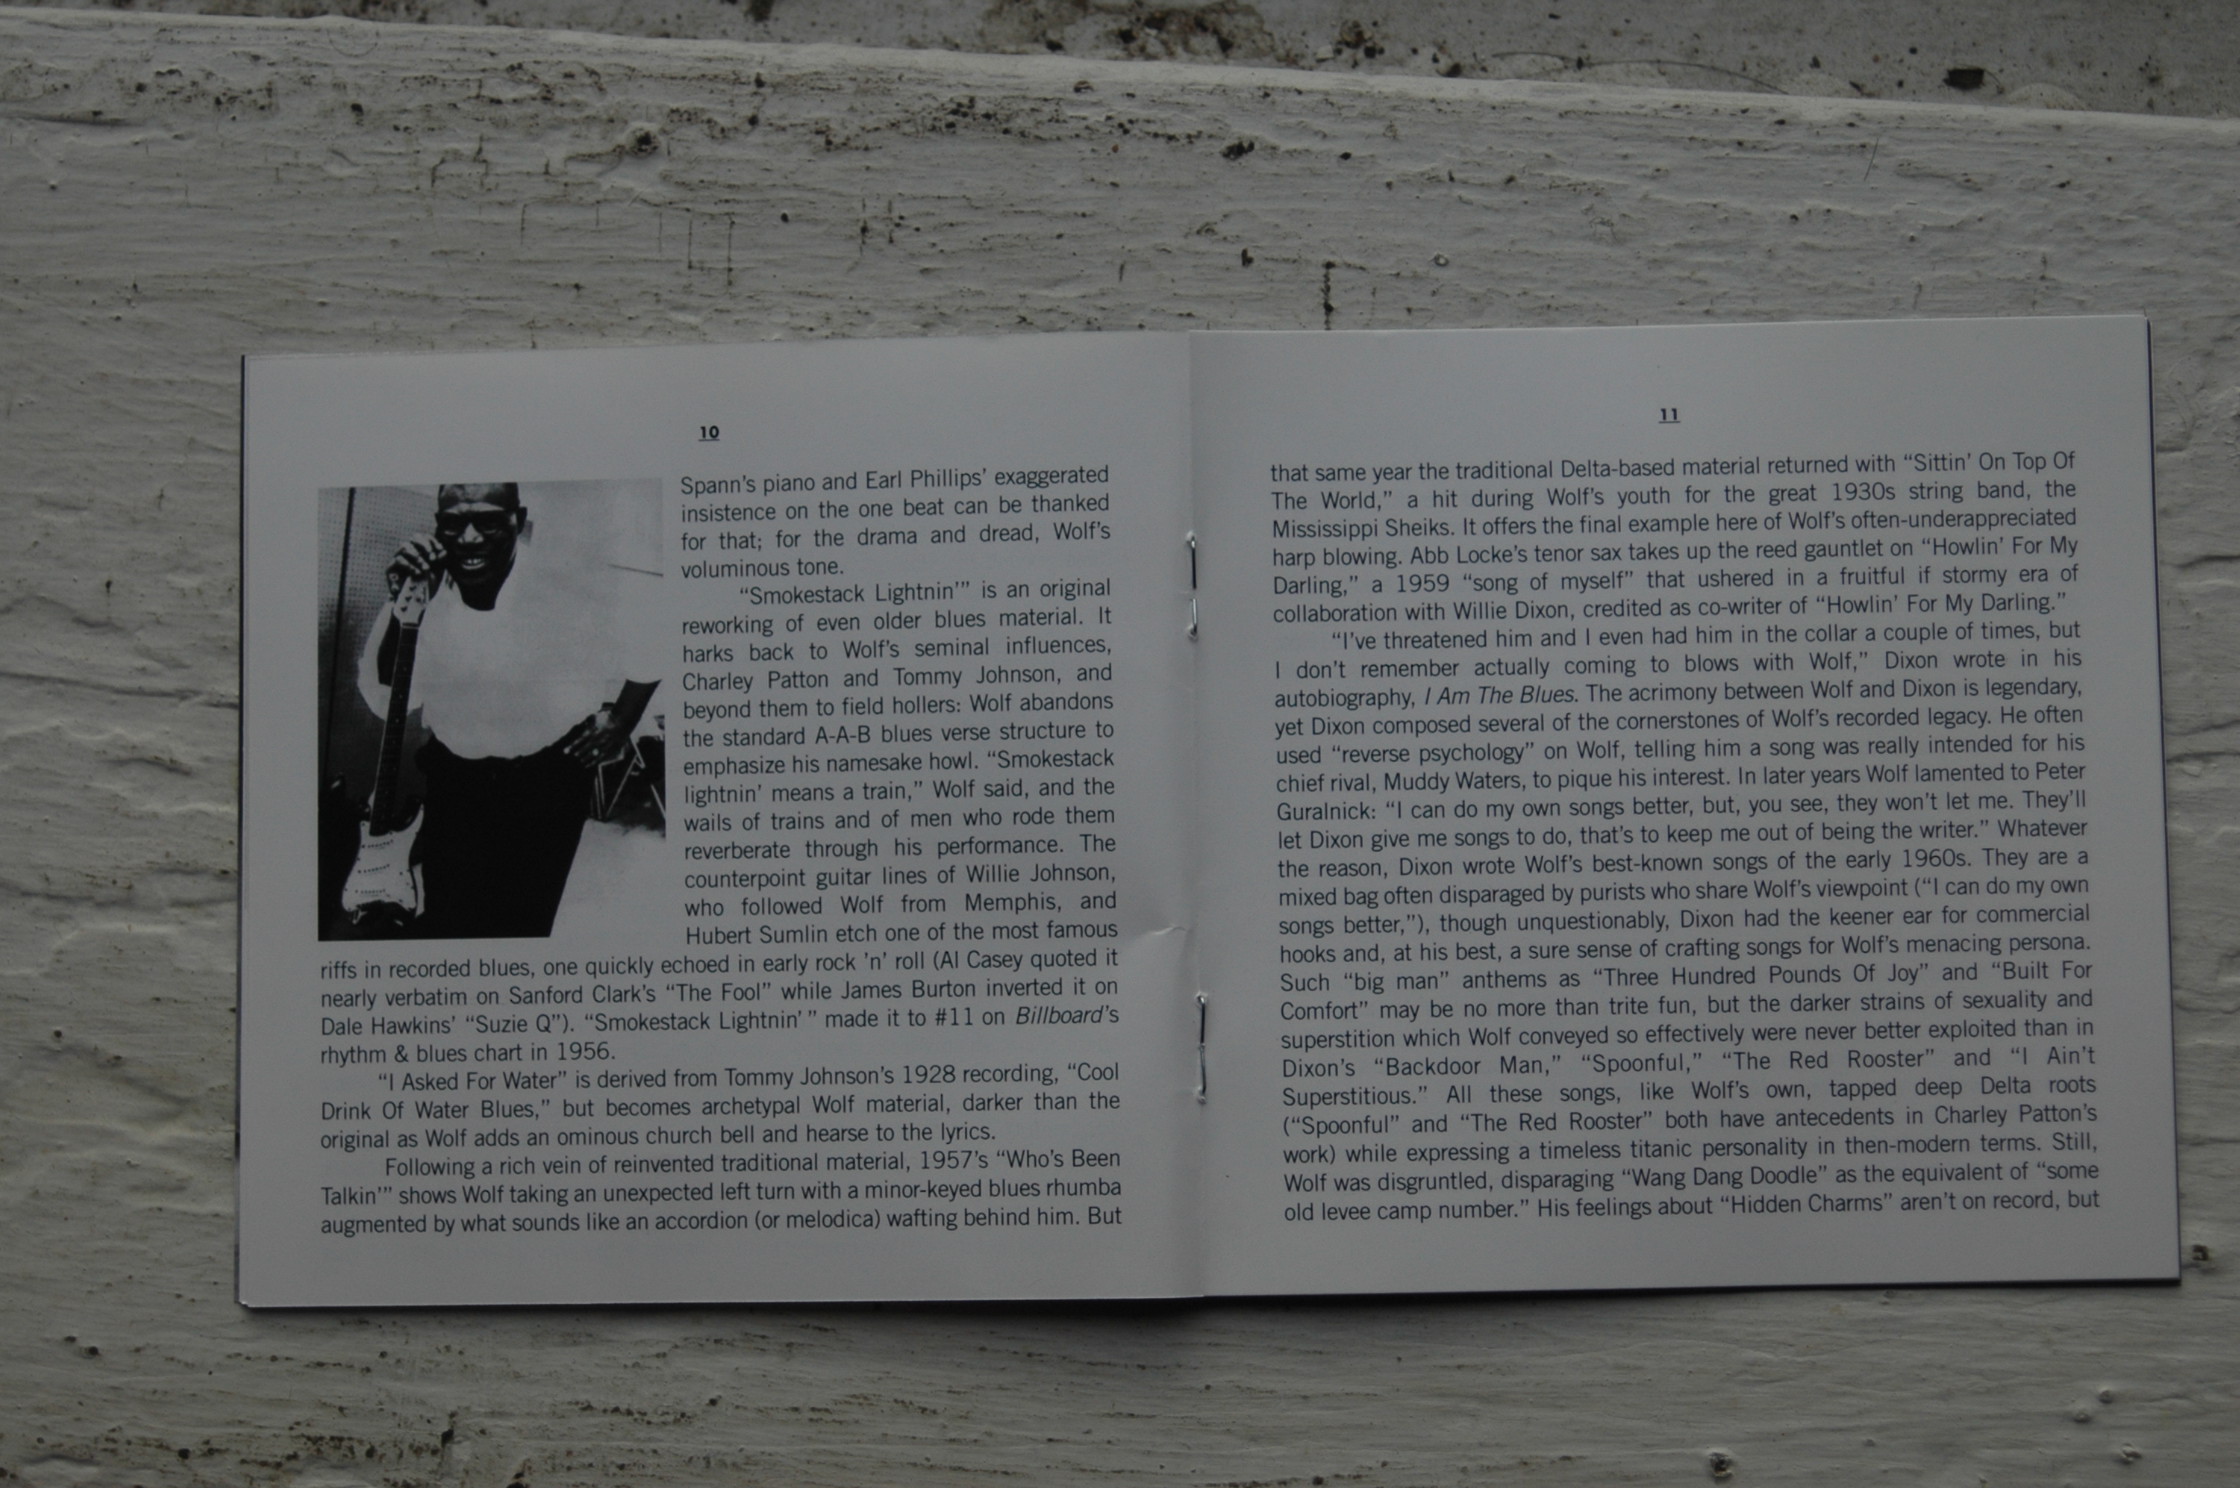 10
Spann's piano and Earl Phillips' exaggerated
insistence on the one beat can be thanked
for that; for the drama and dread, Wolf's
voluminous tone.
“Smokestack Lightnin'” is an original
reworking of even older blues material. It
harks back to Wolf's seminal influences,
Charley Patton and Tommy Johnson, and
beyond them to field hollers: Wolf abandons
the standard A-A-B blues verse structure to
emphasize his namesake howl. “Smokestack
lightnin' means a train,” Wolf said, and the
wails of trains and of men who rode them
reverberate through his performance. The
counterpoint guitar lines of Willie Johnson,
who followed Wolf from Memphis, and
Hubert Sumlin etch one of the most famous
riffs in recorded blues, one quickly echoed in early rock 'n' roll (Al Casey quoted it
nearly verbatim on Sanford Clark's “The Fool” while James Burton inverted it on
Dale Hawkins' “Suzie Q”). “Smokestack Lightnin' ” made it to #11 on Billboard's
rhythm & blues chart in 1956.
“I Asked For Water” is derived from Tommy Johnson's 1928 recording, “Cool
Drink Of Water Blues,” but becomes archetypal Wolf material, darker than the
original as Wolf adds an ominous church bell and hearse to the lyrics.
Following a rich vein of reinvented traditional material, 1957's “Who's Been
Talkin'” shows Wolf taking an unexpected left turn with a minor-keyed blues rhumba
augmented by what sounds like an accordion (or melodica) wafting behind him. But
11
that same year the traditional Delta-based material returned with “Sittin' On Top Of
The World,” a hit during Wolf's youth for the great 1930s string band, the
Mississippi Sheiks. It offers the final example here of Wolf's often-underappreciated
harp blowing. Abb Locke's tenor sax takes up the reed gauntlet on “Howlin' For My
Darling,” a 1959 “song of myself” that ushered in a fruitful if stormy era of
collaboration with Willie Dixon, credited as co-writer of “Howlin' For My Darling.”
“I've threatened him and I even had him in the collar a couple of times, but
I don't remember actually coming to blows with Wolf,” Dixon wrote in his
autobiography, I Am The Blues. The acrimony between Wolf and Dixon is legendary,
yet Dixon composed several of the cornerstones of Wolf's recorded legacy. He often
used “reverse psychology” on Wolf, telling him a song was really intended for his
chief rival, Muddy Waters, to pique his interest. In later years Wolf lamented to Peter
Guralnick: “I can do my own songs better, but, you see, they won't let me. They'll
let Dixon give me songs to do, that's to keep me out of being the writer.” Whatever
the reason, Dixon wrote Wolf's best-known songs of the early 1960s. They are a
mixed bag often disparaged by purists who share Wolf's viewpoint (“I can do my own
songs better,”), though unquestionably, Dixon had the keener ear for commercial
hooks and, at his best, a sure sense of crafting songs for Wolf's menacing persona.
Such “big man” anthems as “Three Hundred Pounds Of Joy” and “Built For
Comfort” may be no more than trite fun, but the darker strains of sexuality and
superstition which Wolf conveyed so effectively were never better exploited than in
Dixon's “Backdoor Man,” “Spoonful,” “The Red Rooster” and “I Ain't
Superstitious.” All these songs, like Wolf's own, tapped deep Delta roots
(“Spoonful” and “The Red Rooster” both have antecedents in Charley Patton's
work) while expressing a timeless titanic personality in then-modern terms. Still,
Wolf was disgruntled, disparaging “Wang Dang Doodle” as the equivalent of “some
old levee camp number.” His feelings about “Hidden Charms” aren't on record, but